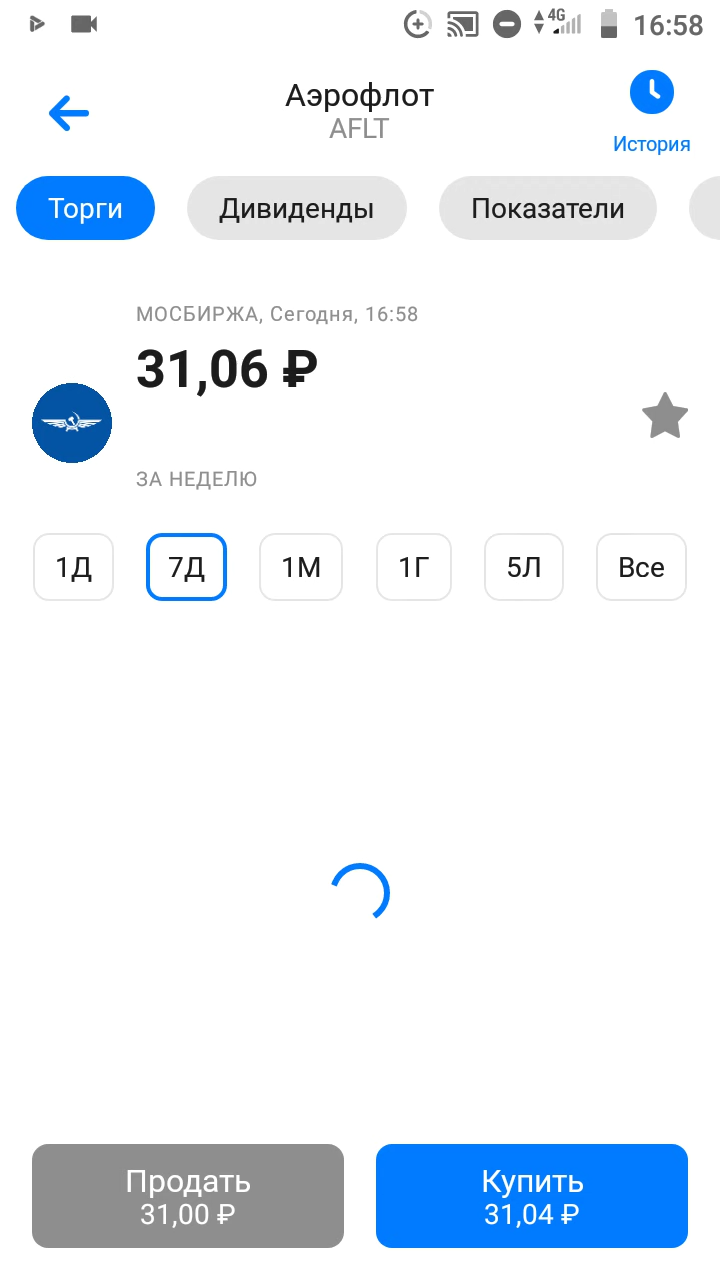 4G
16:58
Аэрофлот
AFLT
История
Торги
Дивиденды
Показатели
МОСБИРЖА, Сегодня, 16:58
31,06 ₽
ЗА НЕДЕЛЮ
1Д
7Д
1М
1Г
5Л
Все
Продать
31,00 ₽
Купить
31,04 ₽